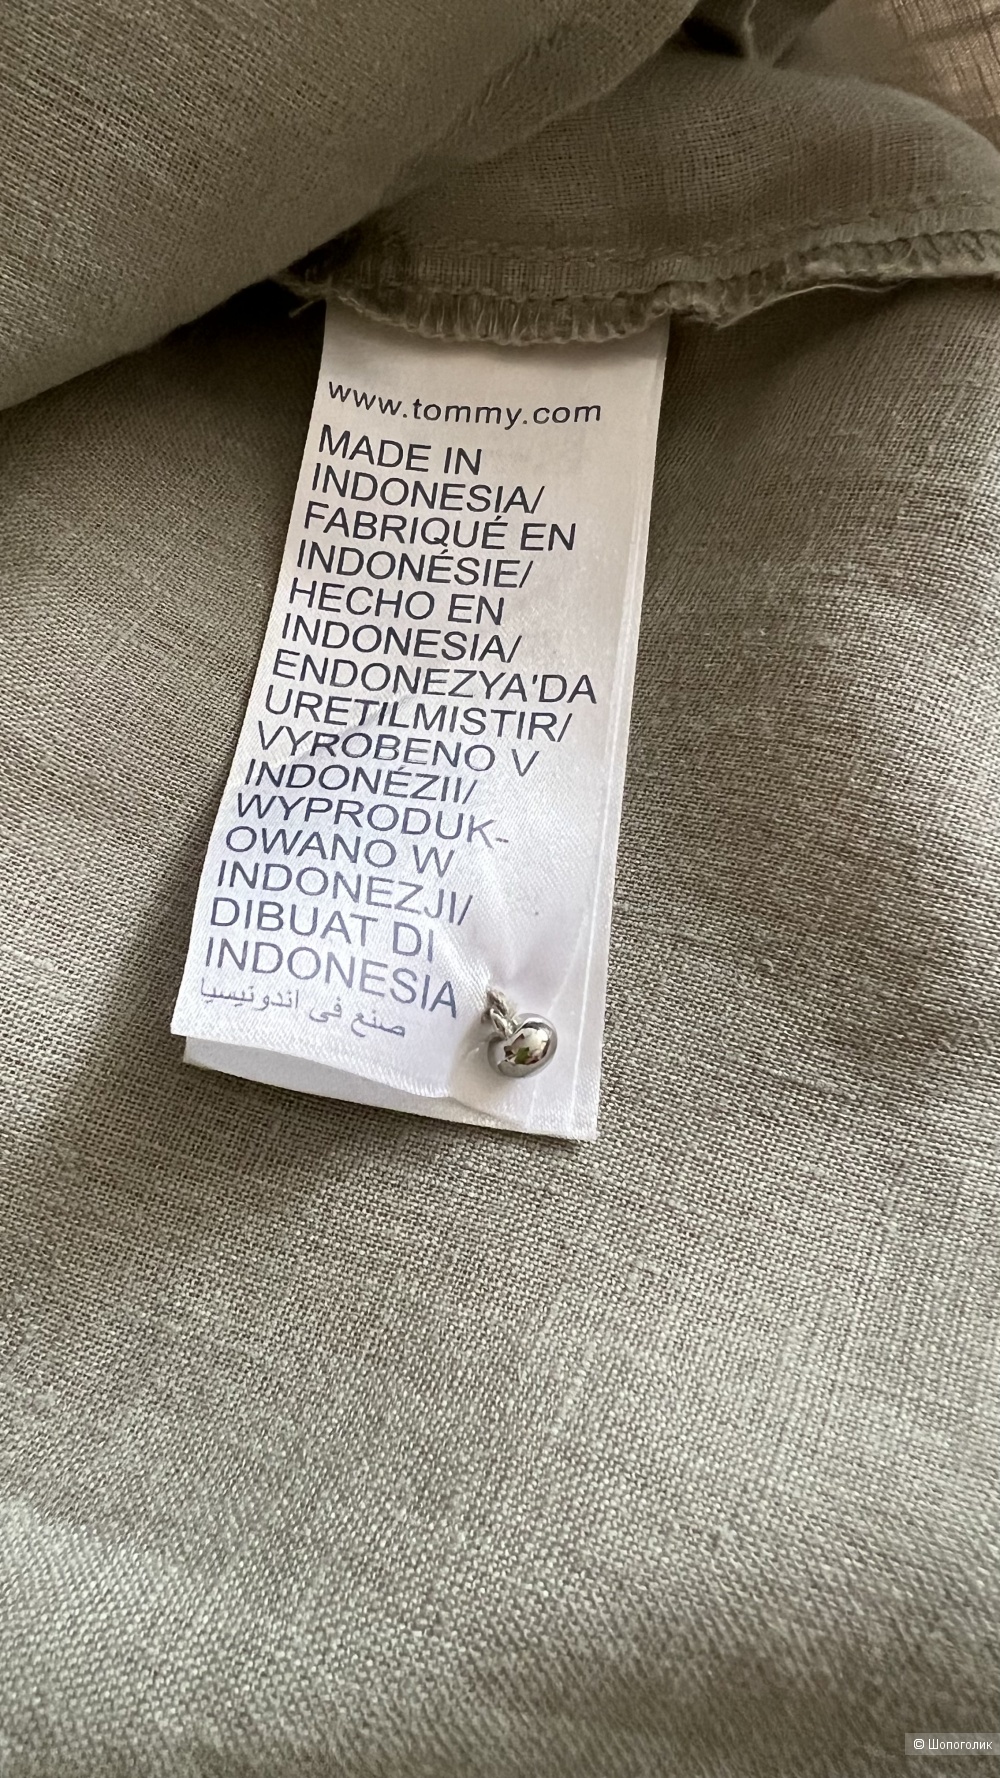 www.tommy.com
MADE IN
INDONESIA/
FABRIQUÉ EN
INDONÉSIE/
HECHO EN
INDONESIA/
ENDONEZYA'DA
URETILMISTIR/
VYROBENO V
INDONÉZII/
WYPRODUK-
OWANO W
INDONEZJI/
DIBUAT DI
INDONESIA
صنع في اندونيسيا
© Шопоголик